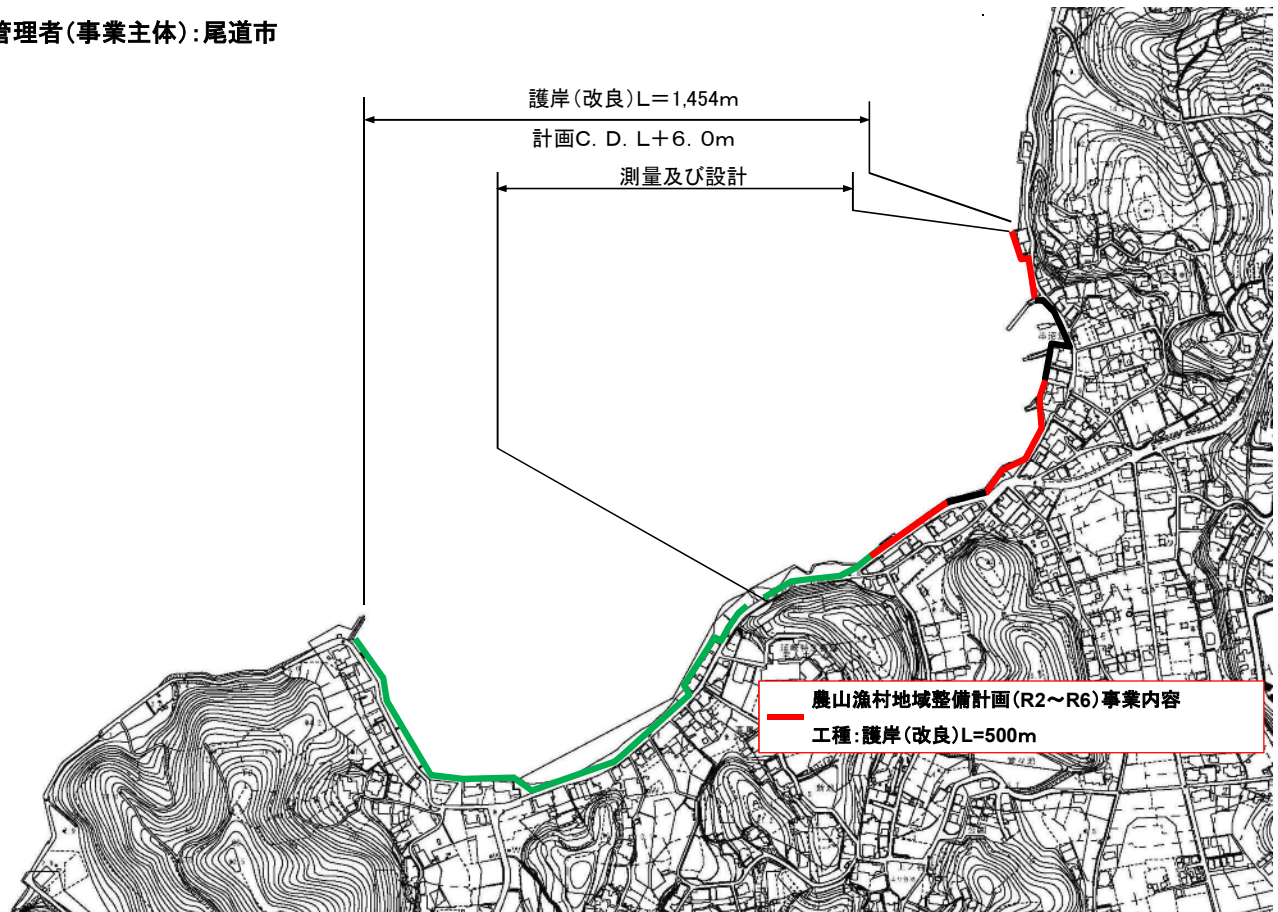 管理者(事業主体):尾道市
護岸(改良)L=1,454m
計画C.D.L+6.0m
測量及び設計
農山漁村地域整備計画(R2~R6)事業内容
工種:護岸(改良)L=500m